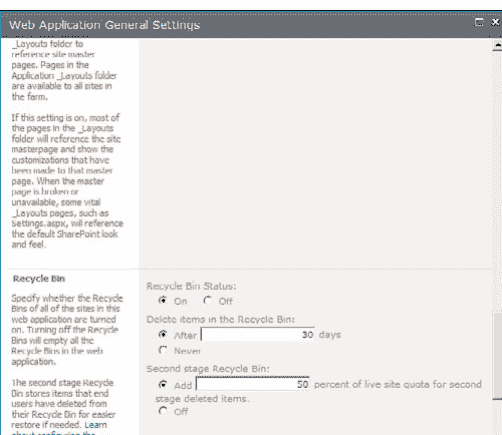 Web Application General Settings
_Layouts folder to
reference site master
pages. Pages in the
Application _Layouts folder
are available to all sites in
the farm.
If this setting is on, most of
the pages in the _Layouts
folder will reference the site
masterpage and show the
customizations that have
been made to that master
page. When the master
page is broken or
unavailable, some vital
_Layouts pages, such as
Settings.aspx, will reference
the default SharePoint look
and feel.
Recycle Bin
Specify whether the Recycle
Bins of all of the sites in this
web application are turned
on. Turning off the Recycle
Bins will empty all the
Recycle Bins in the web
application.
The second stage Recycle
Bin stores items that end
users have deleted from
their Recycle Bin for easier
restore if needed. Learn
about configuring the
Recycle Bin Status:
On Off
Delete items in the Recycle Bin:
After 30 days
Never
Second stage Recycle Bin:
Add 50 percent of live site quota for second
stage deleted items.
Off